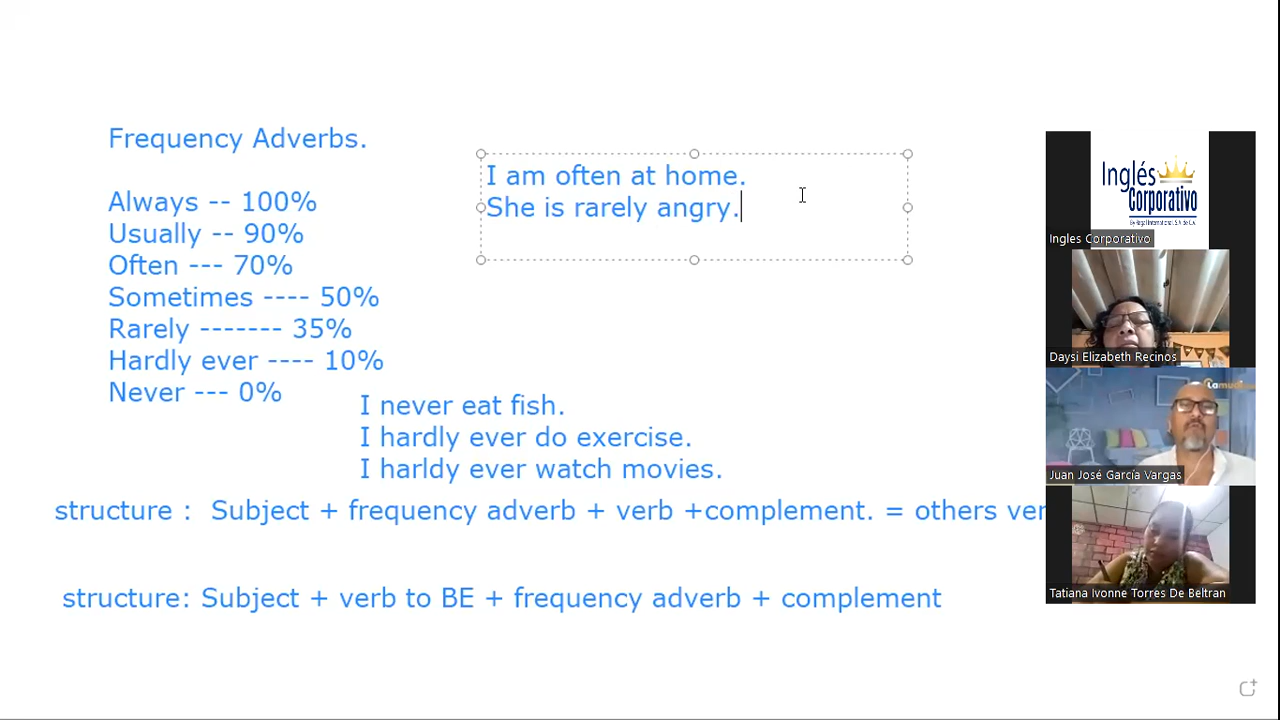 Frequency Adverbs.
Always -- 100%
Usually -- 90%
Often --- 70%
Sometimes ---- 50%
Rarely ------- 35%
Hardly ever ---- 10%
Never --- 0%
I am often at home.
She is rarely angry.
I never eat fish.
I hardly ever do exercise.
I harldy ever watch movies.
structure :  Subject + frequency adverb + verb +complement. = others ver
structure: Subject + verb to BE + frequency adverb + complement
Inglés
Corporativo
Ingles Corporativo
Daysi Elizabeth Recinos
Juan José García Vargas
Tatiana Ivonne Torres De Beltran